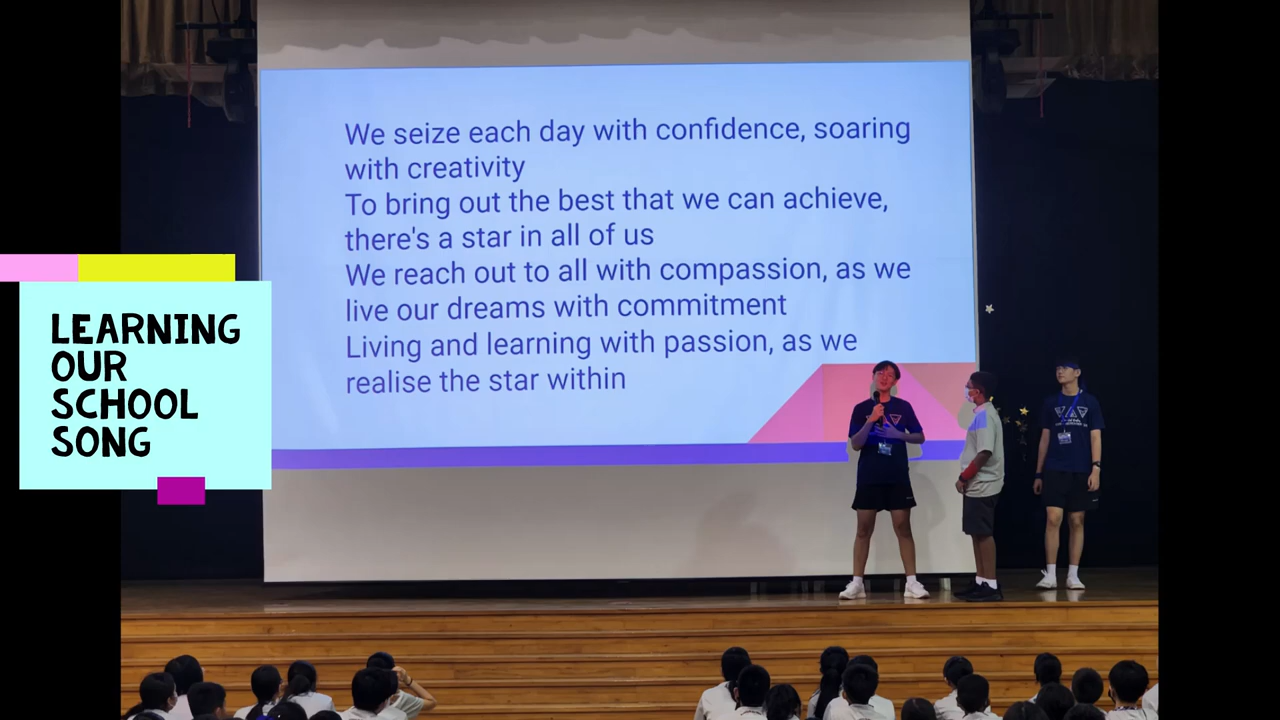 We seize each day with confidence, soaring
with creativity
To bring out the best that we can achieve,
there's a star in all of us
We reach out to all with compassion, as we
live our dreams with commitment
Living and learning with passion, as we
realise the star within
LEARNING
OUR
SCHOOL
SONG